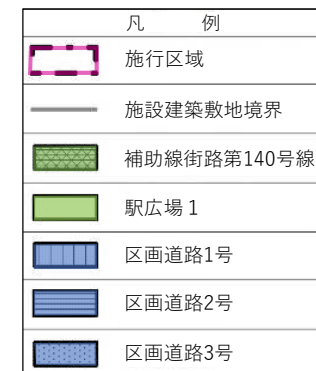 凡 例
施行区域
施設建築敷地境界
補助線街路第140号線
駅広場1
区画道路1号
区画道路2号
区画道路3号